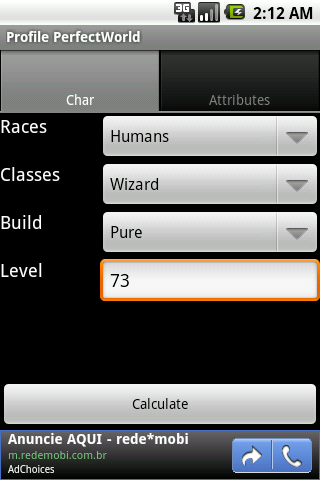 3G 2:12 AM
Profile PerfectWorld
Char Attributes
Races Humans
Classes Wizard
Build Pure
Level 73
Calculate
Anuncie AQUI - rede*mobi
m.redemobi.com.br
AdChoices